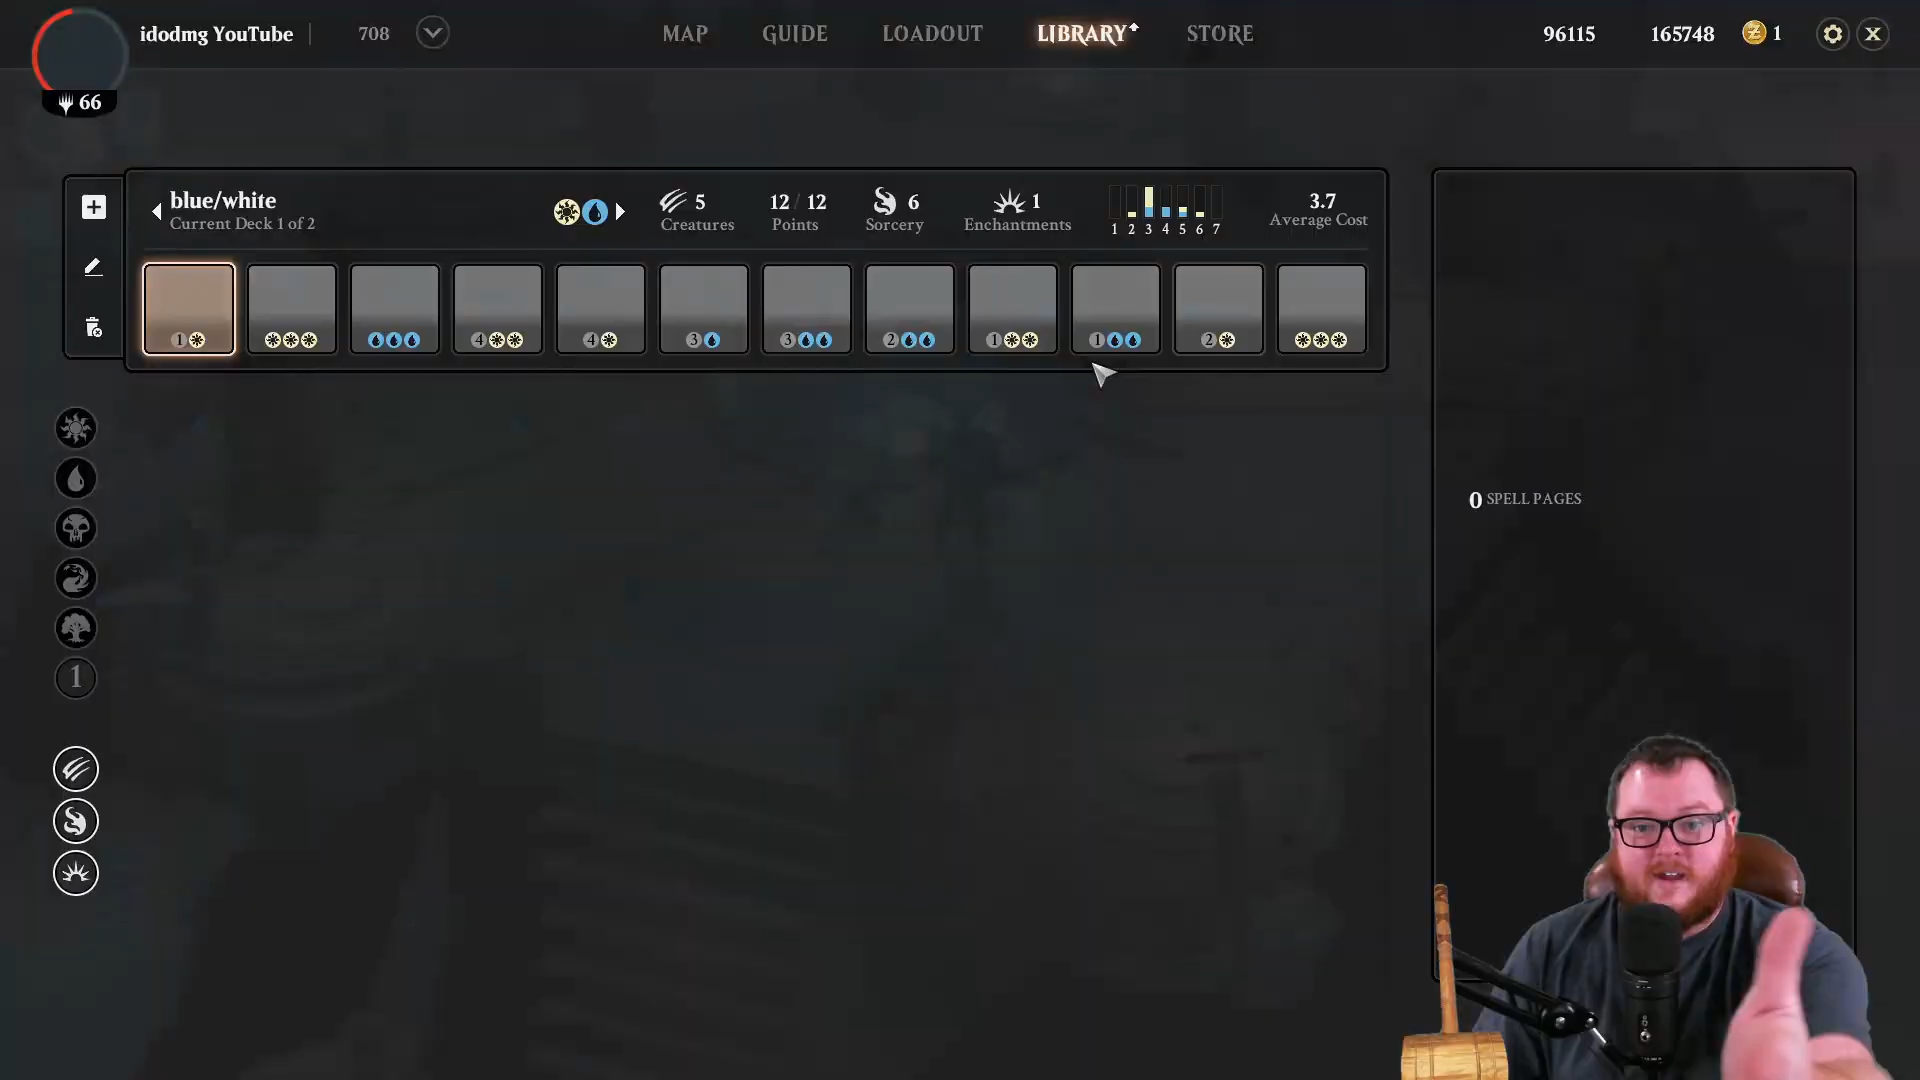 idodmg YouTube 708 MAP GUIDE LOADOUT LIBRARY STORE 96115 165748 1
66
blue/white
Current Deck 1 of 2
5
Creatures
12 / 12
Points
6
Sorcery
1
Enchantments
1 2 3 4 5 6 7
3.7
Average Cost
1 4 4 3 3 2 1 1 2
1
0 SPELL PAGES